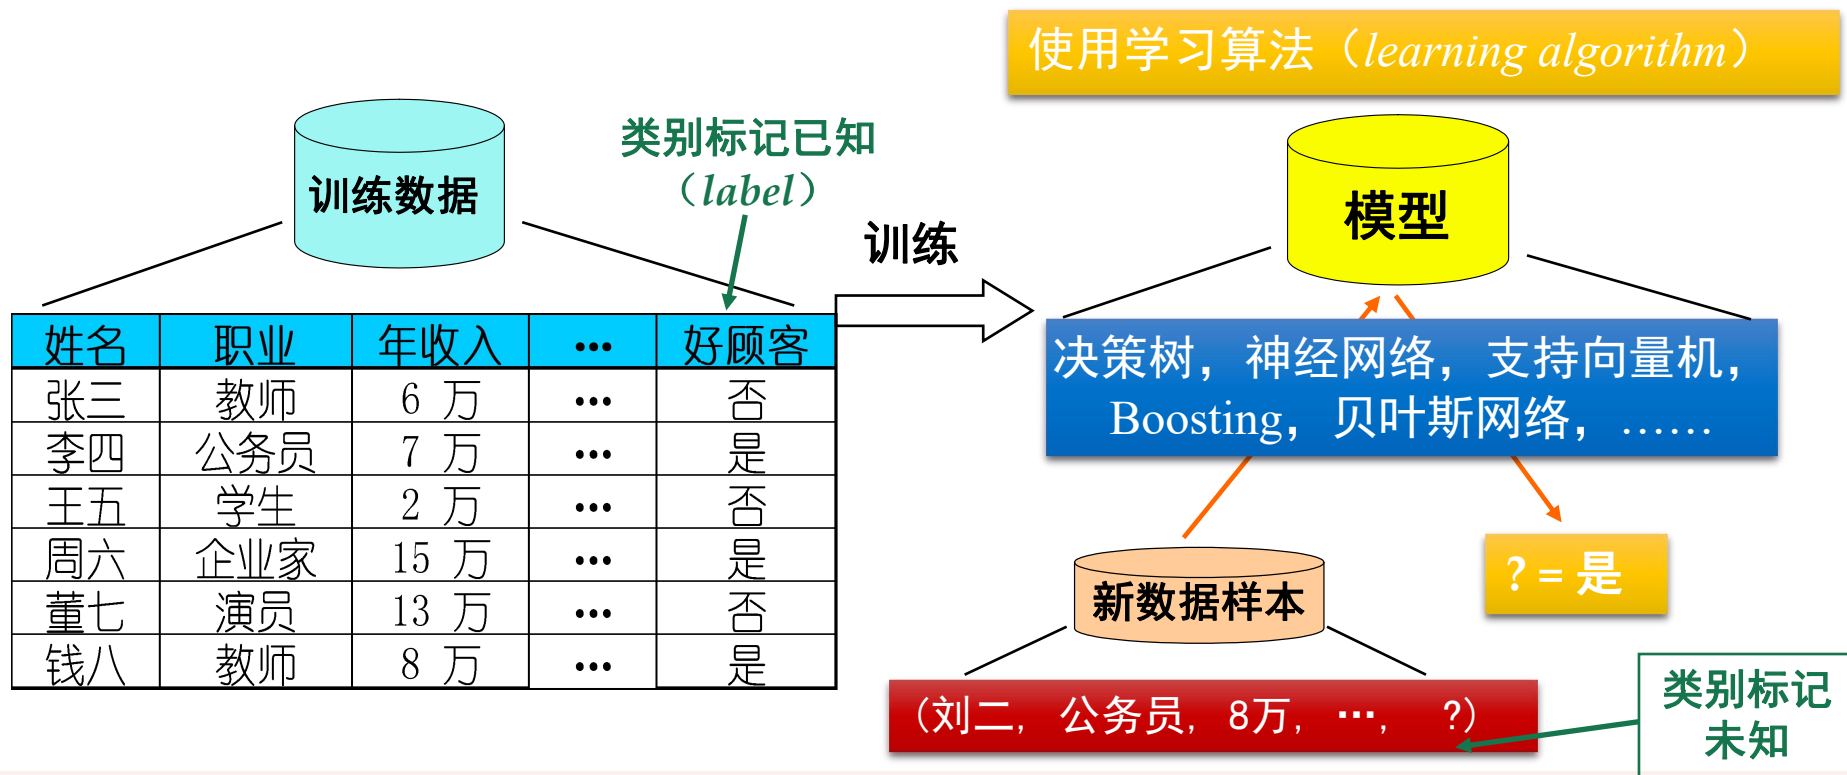 使用学习算法（learning algorithm）
类别标记已知
（label）
训练数据
训练
模型
姓名 职业 年收入 … 好顾客
张三 教师 6 万 … 否
李四 公务员 7 万 … 是
王五 学生 2 万 … 否
周六 企业家 15 万 … 是
董七 演员 13 万 … 否
钱八 教师 8 万 … 是
决策树，神经网络，支持向量机，
Boosting，贝叶斯网络，……
? = 是
新数据样本
（刘二，公务员，8万，…，?）
类别标记
未知